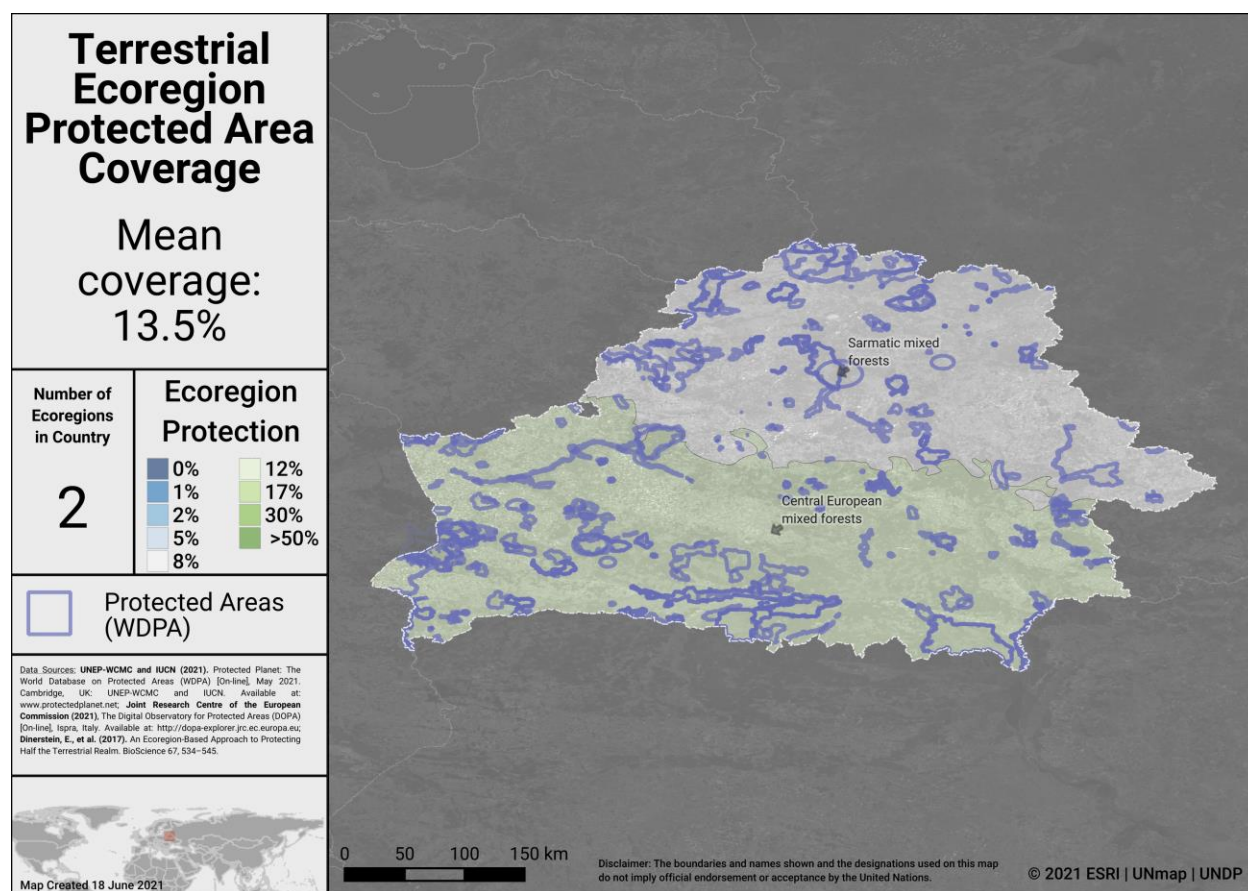 Terrestrial
Ecoregion
Protected Area
Coverage
Mean
coverage:
13.5%
Number of
Ecoregions
in Country
2
Ecoregion
Protection
0%
1%
2%
5%
8%
12%
17%
30%
>50%
Protected Areas
(WDPA)
Data Sources: UNEP-WCMC and IUCN (2021). Protected Planet: The
World Database on Protected Areas (WDPA) [On-line], May 2021.
Cambridge, UK: UNEP-WCMC and IUCN. Available at:
www.protectedplanet.net; Joint Research Centre of the European
Commission (2021), The Digital Observatory for Protected Areas (DOPA)
[On-line], Ispra, Italy. Available at: http://dopa-explorer.jrc.ec.europa.eu;
Dinerstein, E., et al. (2017). An Ecoregion-Based Approach to Protecting
Half the Terrestrial Realm. BioScience 67, 534–545.
Map Created 18 June 2021
Sarmatic mixed
forests
Central European
mixed forests
0 50 100 150 km
Disclaimer: The boundaries and names shown and the designations used on this map
do not imply official endorsement or acceptance by the United Nations.
© 2021 ESRI | UNmap | UNDP